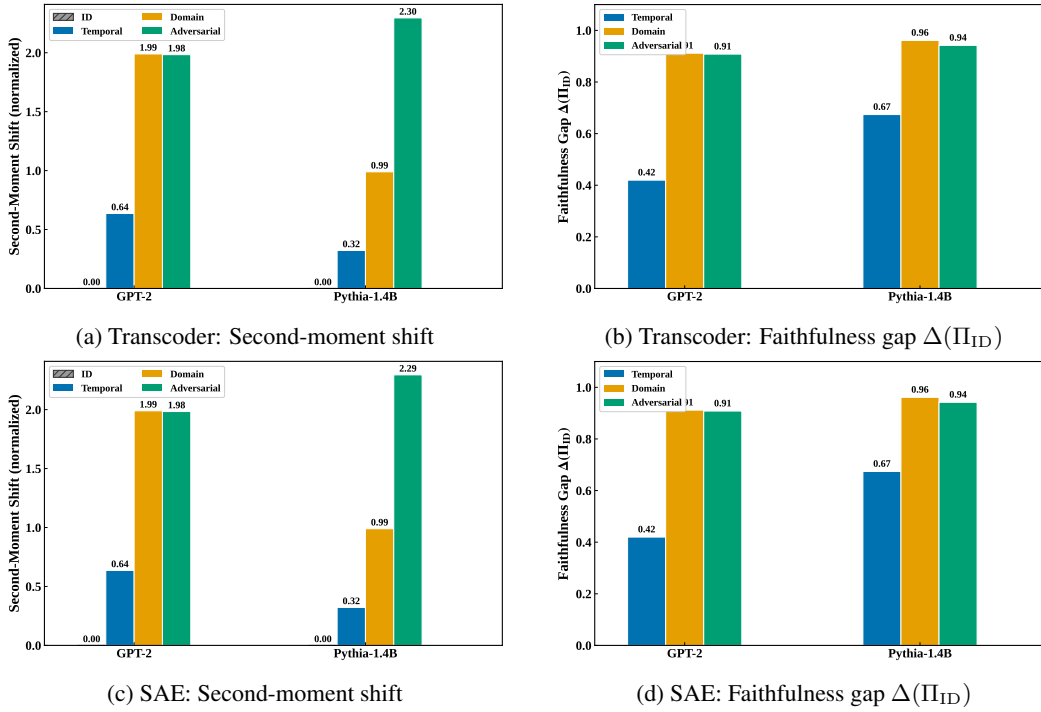 Second-Moment Shift (normalized)
ID
Temporal
Domain
Adversarial
2.0
1.5
1.0
0.5
0.0
0.00
0.64
1.99
1.98
0.00
0.32
0.99
2.30
GPT-2
Pythia-1.4B
(a) Transcoder: Second-moment shift
Faithfulness Gap Δ(Π_ID)
Temporal
Domain
Adversarial
1.0
0.8
0.6
0.4
0.2
0.0
0.42
91
0.91
0.67
0.96
0.94
GPT-2
Pythia-1.4B
(b) Transcoder: Faithfulness gap Δ(Π_ID)
Second-Moment Shift (normalized)
ID
Temporal
Domain
Adversarial
2.0
1.5
1.0
0.5
0.0
0.00
0.64
1.99
1.98
0.00
0.32
0.99
2.29
GPT-2
Pythia-1.4B
(c) SAE: Second-moment shift
Faithfulness Gap Δ(Π_ID)
Temporal
Domain
Adversarial
1.0
0.8
0.6
0.4
0.2
0.0
0.42
91
0.91
0.67
0.96
0.94
GPT-2
Pythia-1.4B
(d) SAE: Faithfulness gap Δ(Π_ID)